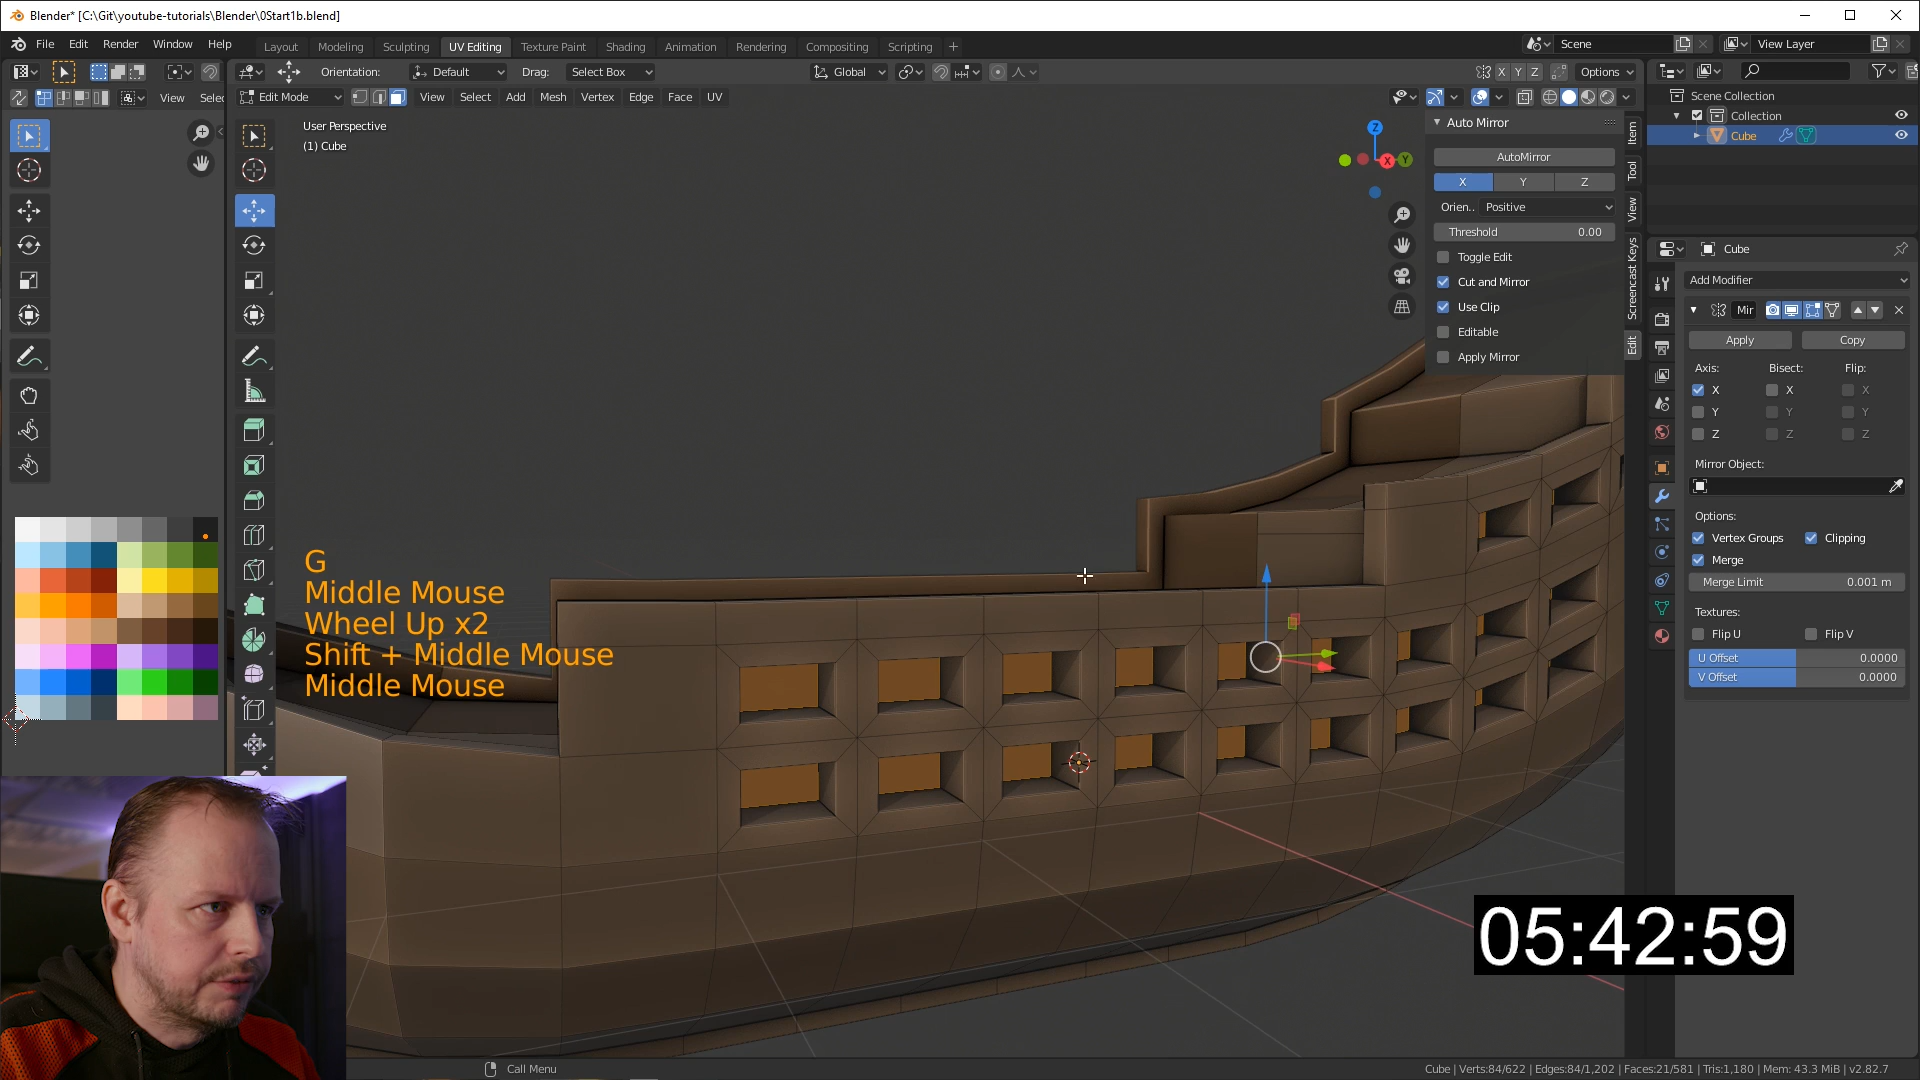 Blender* [C:\Git\youtube-tutorials\Blender\0Start1b.blend]
File Edit Render Window Help
Layout Modeling Sculpting UV Editing Texture Paint Shading Animation Rendering Compositing Scripting +
Scene
View Layer
Orientation: Default Drag: Select Box
Global
X Y Z Options
View Selec
Edit Mode View Select Add Mesh Vertex Edge Face UV
User Perspective
(1) Cube
Z
X
Y
Auto Mirror
AutoMirror
X Y Z
Orien.. Positive
Threshold 0.00
Toggle Edit
Cut and Mirror
Use Clip
Editable
Apply Mirror
Item
Tool
View
Screencast Keys
Edit
Scene Collection
Collection
Cube
Cube
Add Modifier
Mir
Apply Copy
Axis: Bisect: Flip:
X X X
Y Y Y
Z Z Z
Mirror Object:
Options:
Vertex Groups Clipping
Merge
Merge Limit 0.001 m
Textures:
Flip U Flip V
U Offset 0.0000
V Offset 0.0000
G
Middle Mouse
Wheel Up x2
Shift + Middle Mouse
Middle Mouse
05:42:59
Call Menu
Cube | Verts:84/622 | Edges:84/1,202 | Faces:21/581 | Tris:1,180 | Mem: 43.3 MiB | v2.82.7